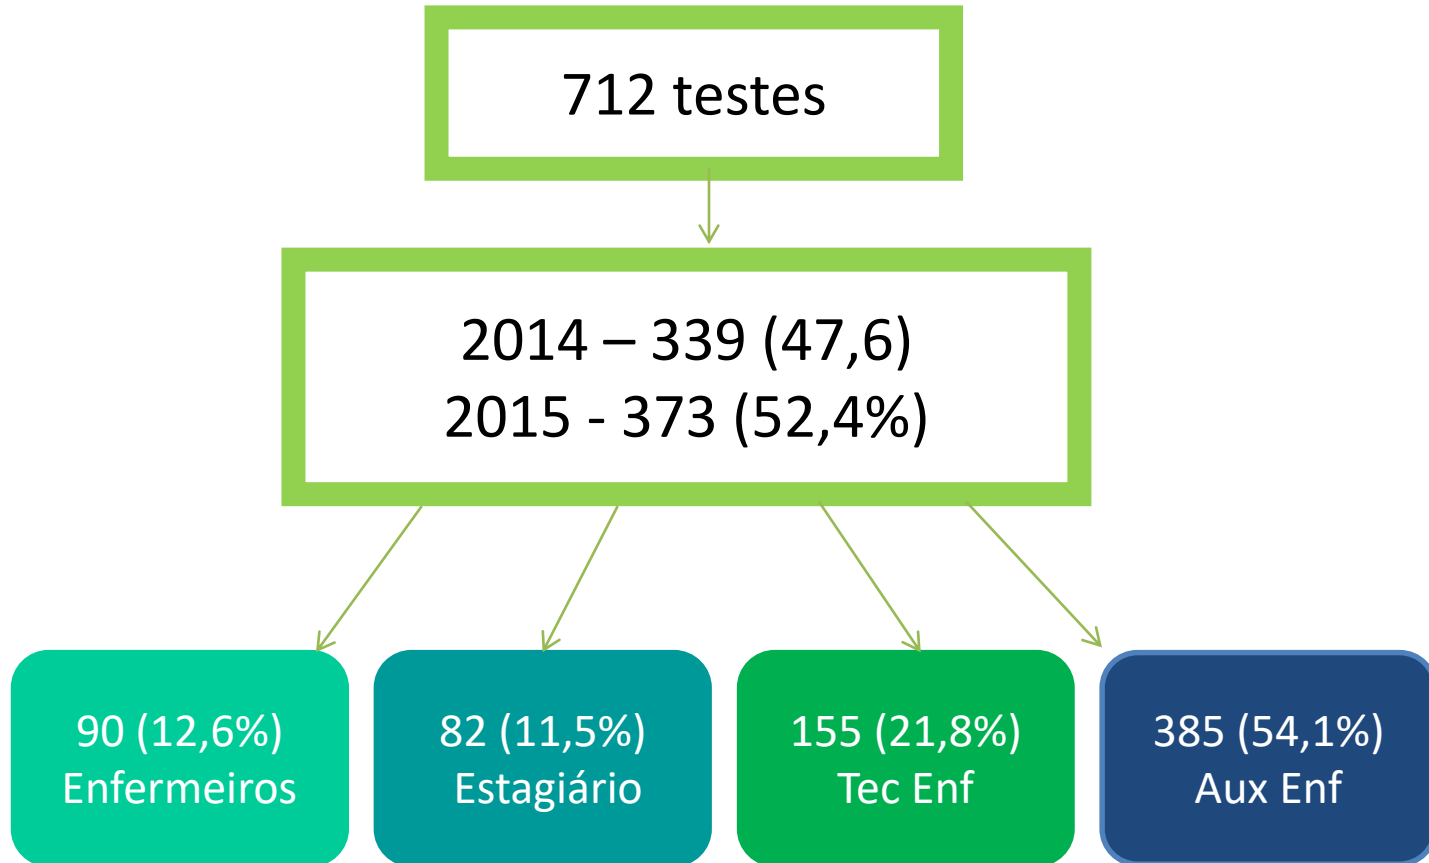 712 testes
2014 – 339 (47,6)
2015 - 373 (52,4%)
90 (12,6%)
Enfermeiros
82 (11,5%)
Estagiário
155 (21,8%)
Tec Enf
385 (54,1%)
Aux Enf